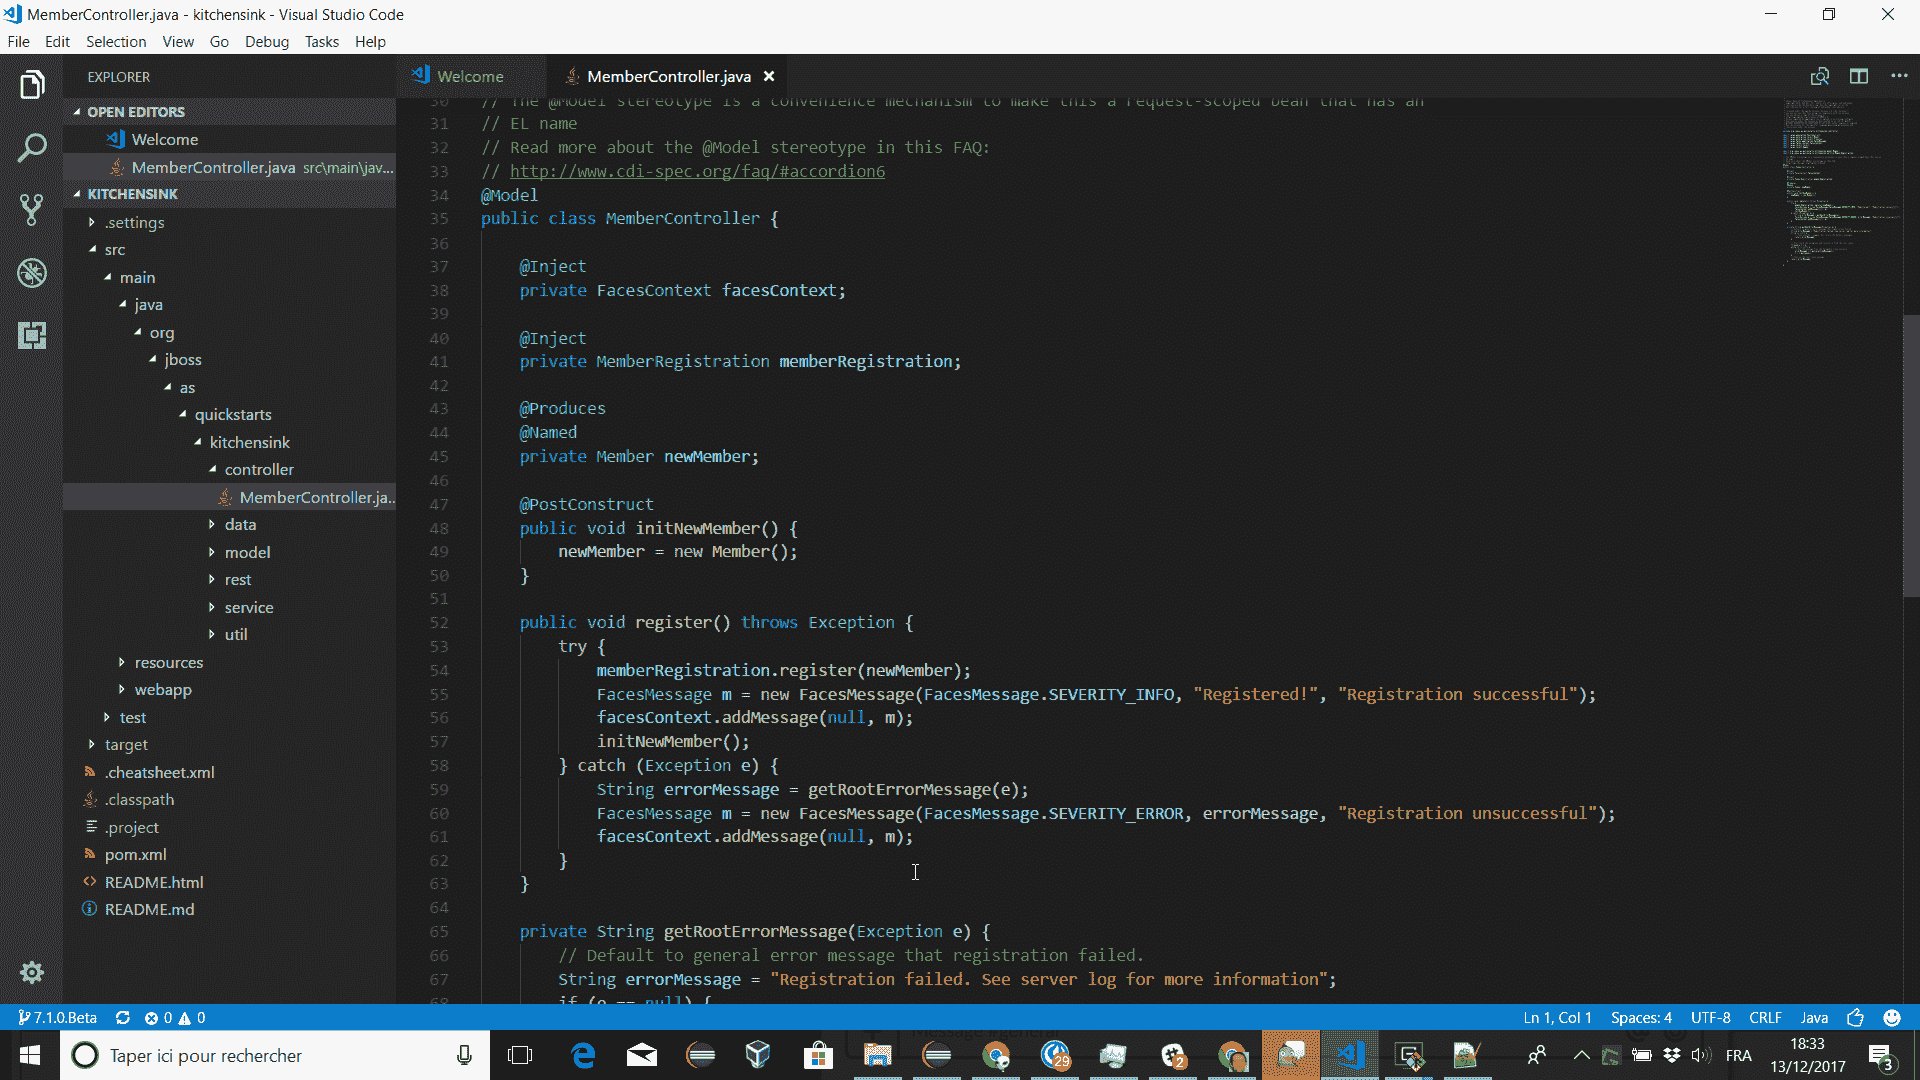 MemberController.java - kitchensink - Visual Studio Code
File Edit Selection View Go Debug Tasks Help
EXPLORER
OPEN EDITORS
Welcome
MemberController.java src\main\jav...
KITCHENSINK
.settings
src
main
java
org
jboss
as
quickstarts
kitchensink
controller
MemberController.ja...
data
model
rest
service
util
resources
webapp
test
target
.cheatsheet.xml
.classpath
.project
pom.xml
README.html
README.md
Welcome MemberController.java
30 // The @Model stereotype is a convenience mechanism to make this a request-scoped bean that has an
31 // EL name
32 // Read more about the @Model stereotype in this FAQ:
33 // http://www.cdi-spec.org/faq/#accordion6
34 @Model
35 public class MemberController {
36
37 @Inject
38 private FacesContext facesContext;
39
40 @Inject
41 private MemberRegistration memberRegistration;
42
43 @Produces
44 @Named
45 private Member newMember;
46
47 @PostConstruct
48 public void initNewMember() {
49 newMember = new Member();
50 }
51
52 public void register() throws Exception {
53 try {
54 memberRegistration.register(newMember);
55 FacesMessage m = new FacesMessage(FacesMessage.SEVERITY_INFO, "Registered!", "Registration successful");
56 facesContext.addMessage(null, m);
57 initNewMember();
58 } catch (Exception e) {
59 String errorMessage = getRootErrorMessage(e);
60 FacesMessage m = new FacesMessage(FacesMessage.SEVERITY_ERROR, errorMessage, "Registration unsuccessful");
61 facesContext.addMessage(null, m);
62 }
63 }
64
65 private String getRootErrorMessage(Exception e) {
66 // Default to general error message that registration failed.
67 String errorMessage = "Registration failed. See server log for more information";
68 if (e == null) {
7.1.0.Beta 0 0 Ln 1, Col 1 Spaces: 4 UTF-8 CRLF Java
Taper ici pour rechercher
29
2
FRA
18:33
13/12/2017
3